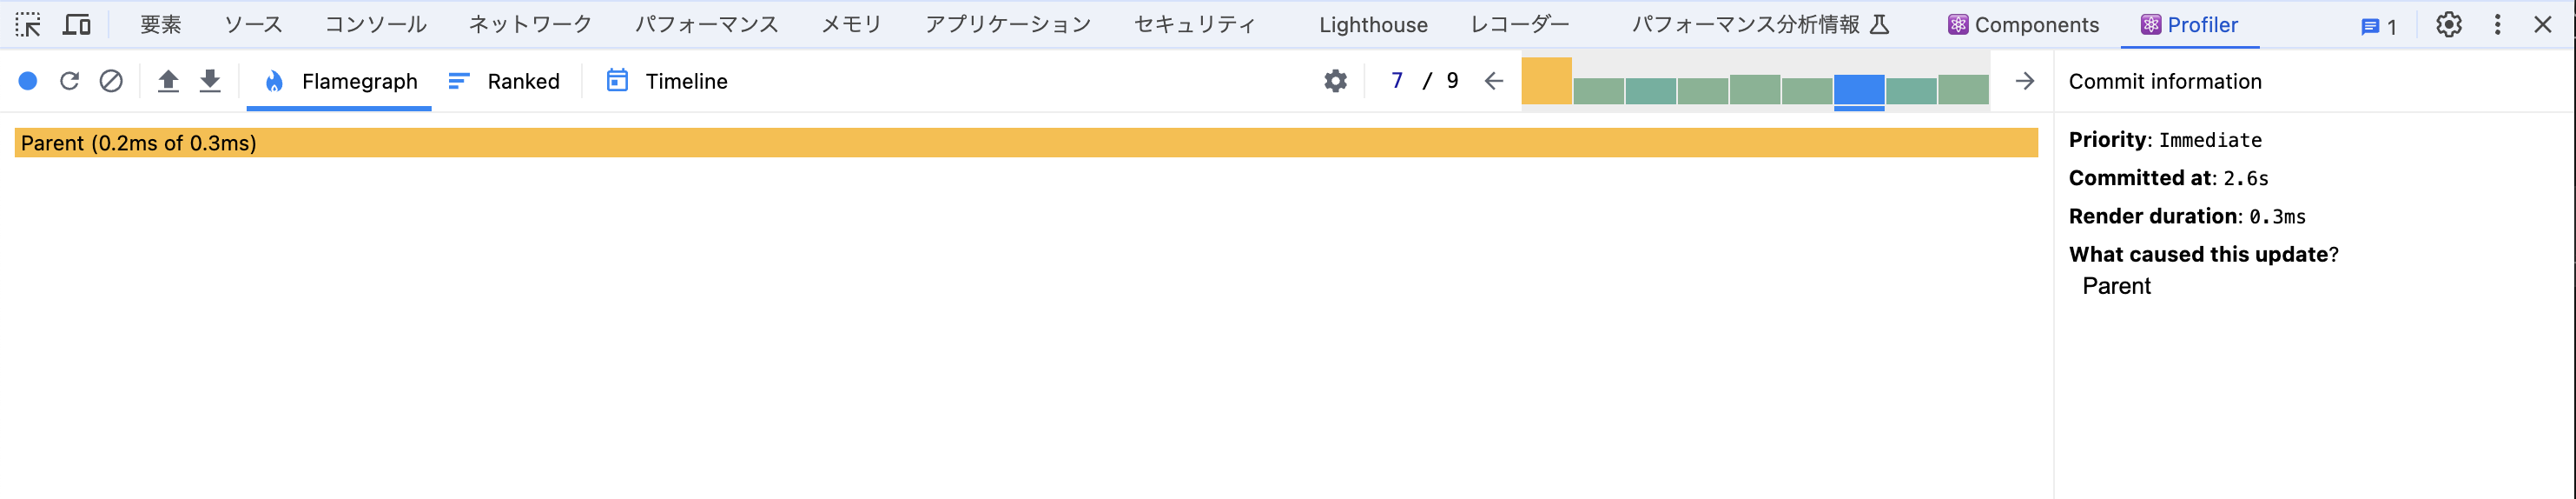 要素 ソース コンソール ネットワーク パフォーマンス メモリ アプリケーション セキュリティ Lighthouse レコーダー パフォーマンス分析情報 Components Profiler 1
Flamegraph Ranked Timeline 7 / 9 Commit information
Parent (0.2ms of 0.3ms)
Priority: Immediate
Committed at: 2.6s
Render duration: 0.3ms
What caused this update?
Parent